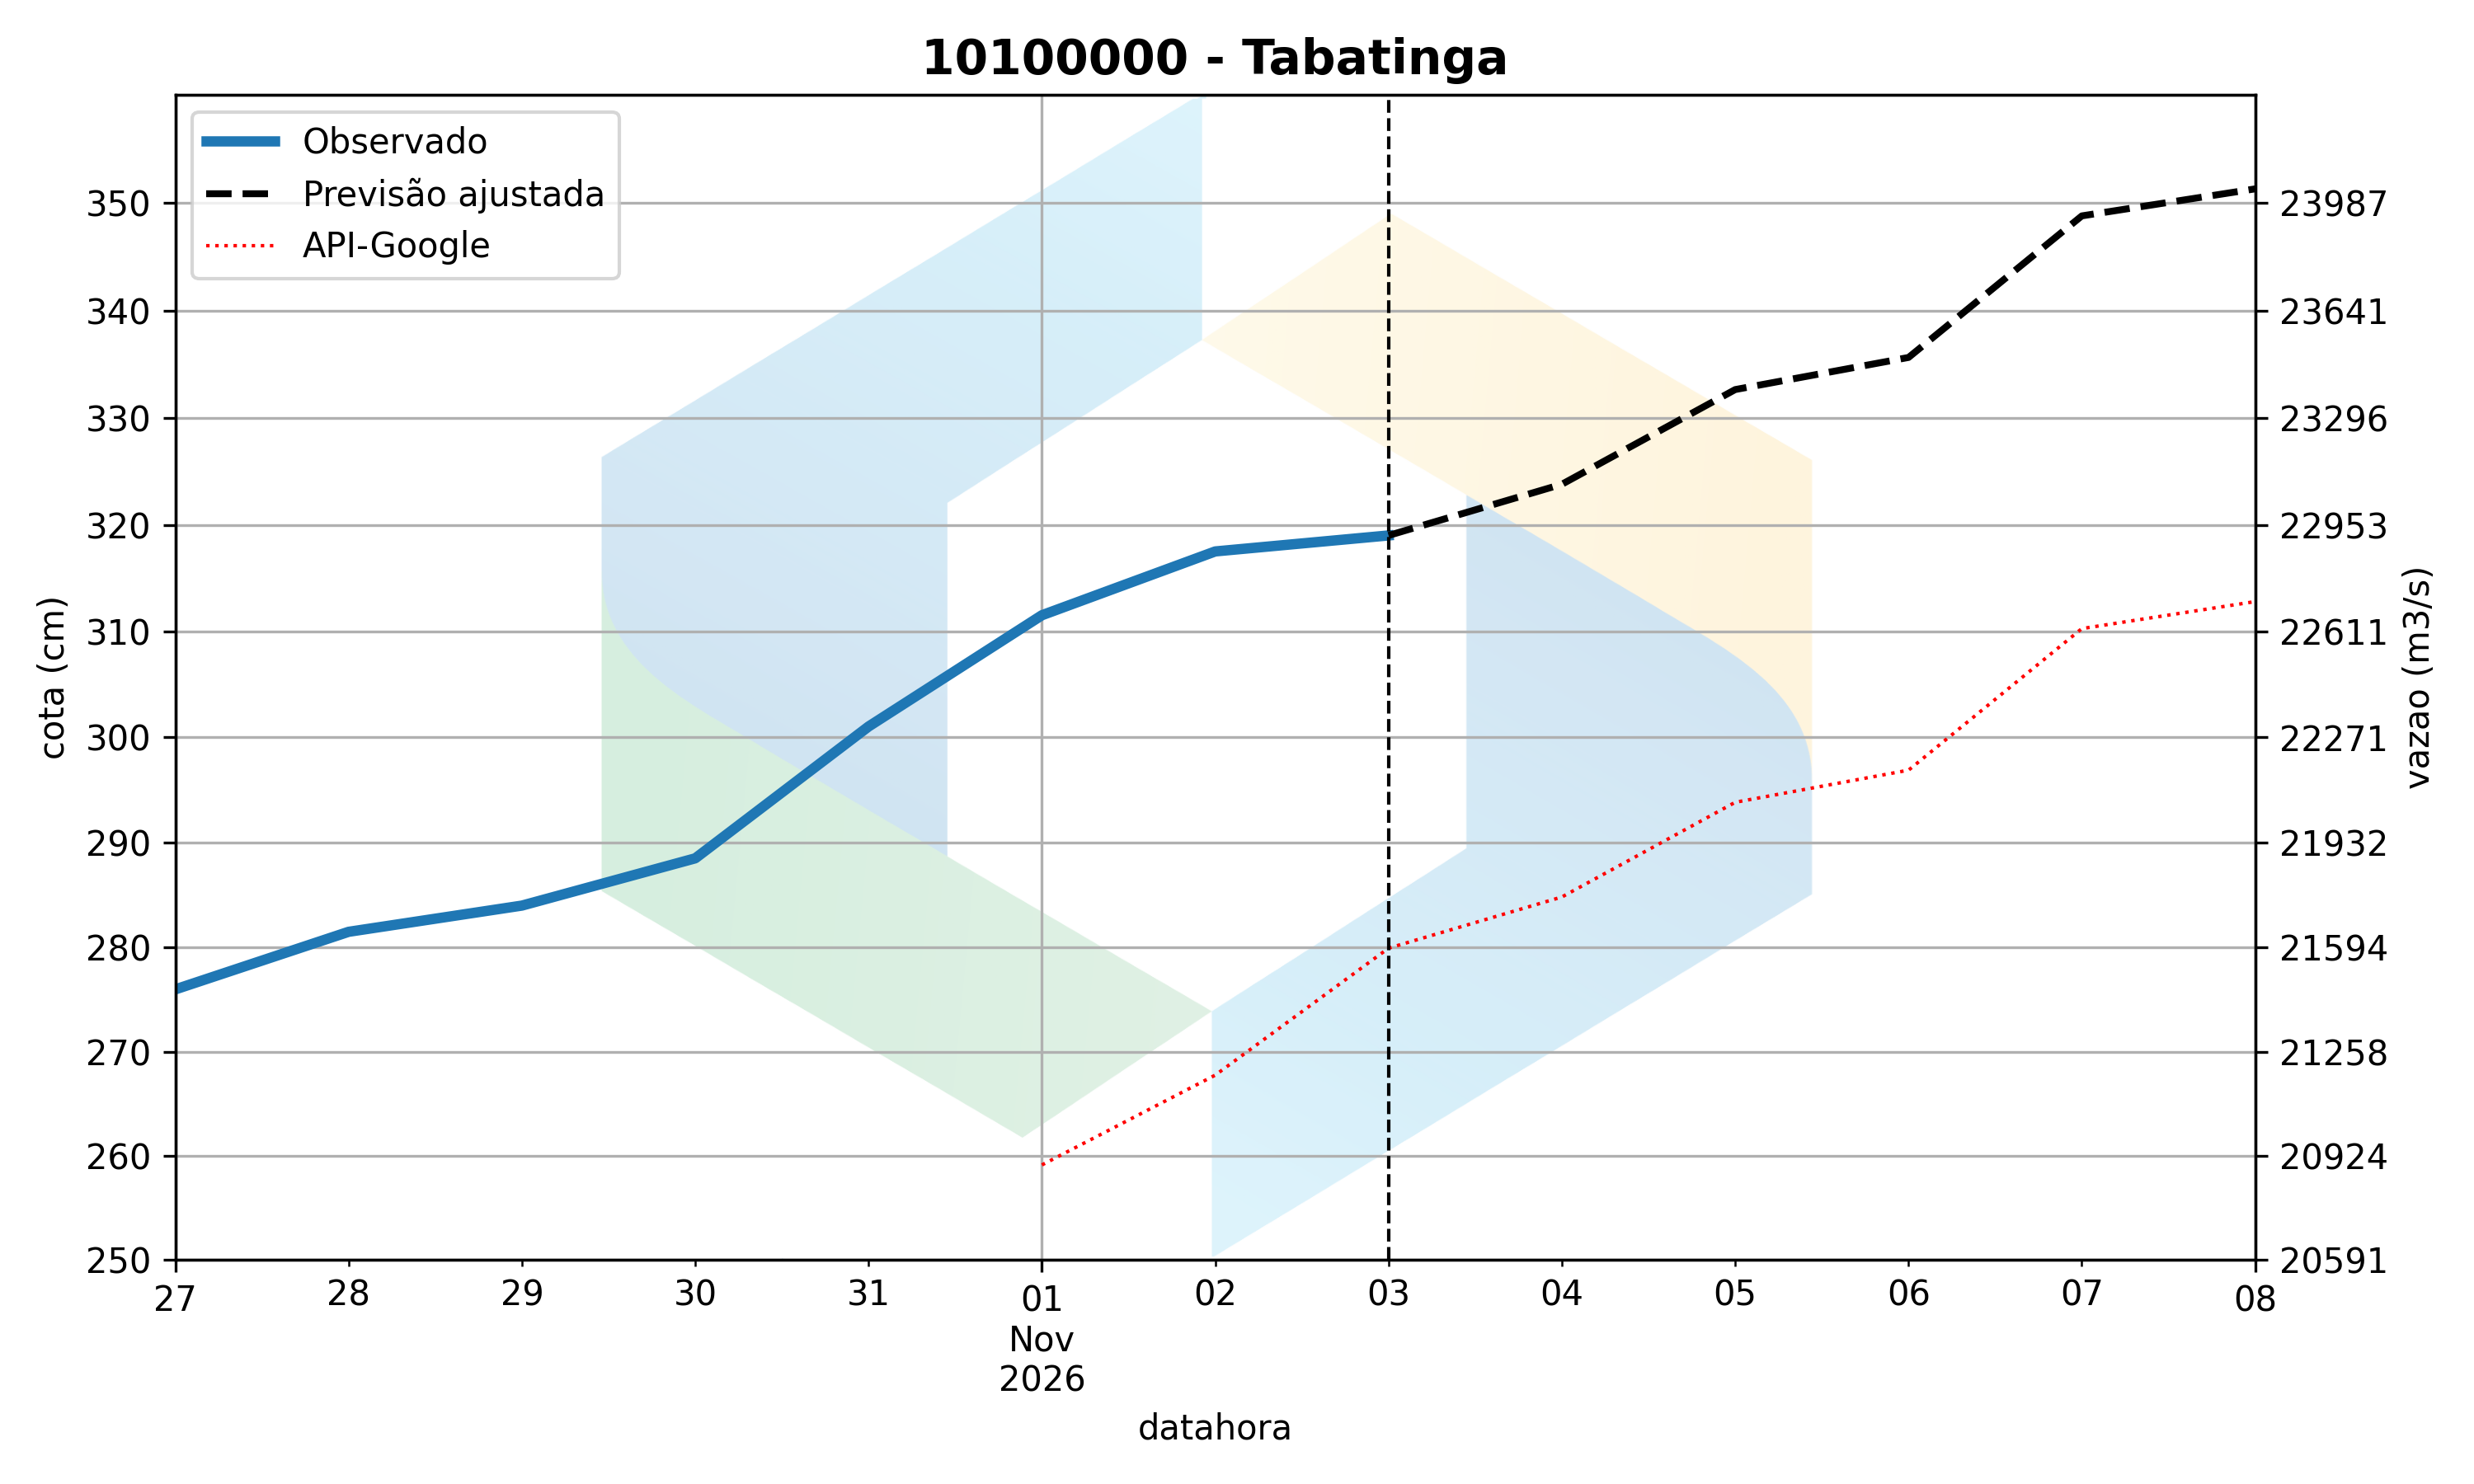 10100000 - Tabatinga
Observado
Previsão ajustada
API-Google
350
340
330
320
310
300
290
280
270
260
250
cota (cm)
23987
23641
23296
22953
22611
22271
21932
21594
21258
20924
20591
vazao (m3/s)
27 28 29 30 31 01 02 03 04 05 06 07 08
Nov
2026
datahora